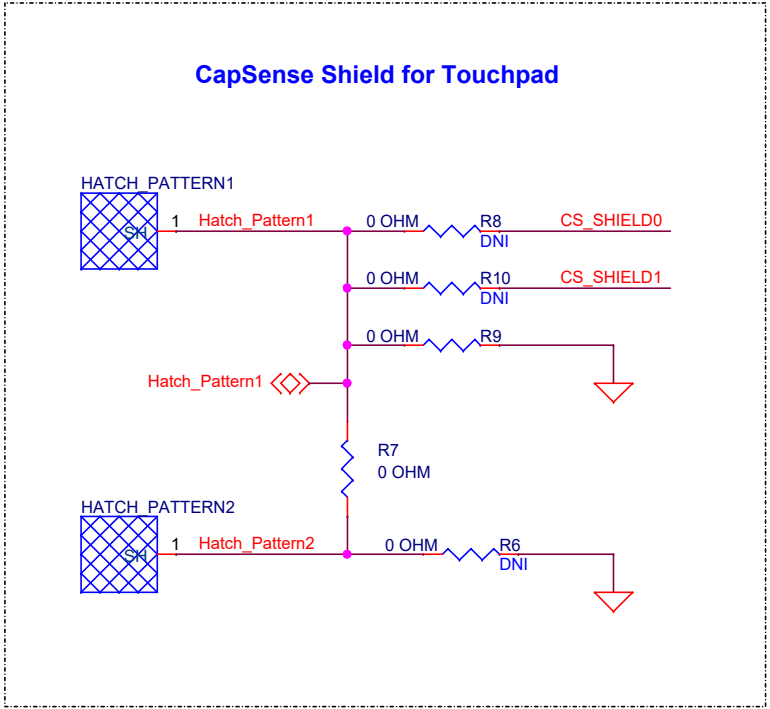 CapSense Shield for Touchpad
HATCH_PATTERN1
SH
1
Hatch_Pattern1
0 OHM
R8
DNI
CS_SHIELD0
0 OHM
R10
DNI
CS_SHIELD1
0 OHM
R9
Hatch_Pattern1
R7
0 OHM
HATCH_PATTERN2
SH
1
Hatch_Pattern2
0 OHM
R6
DNI